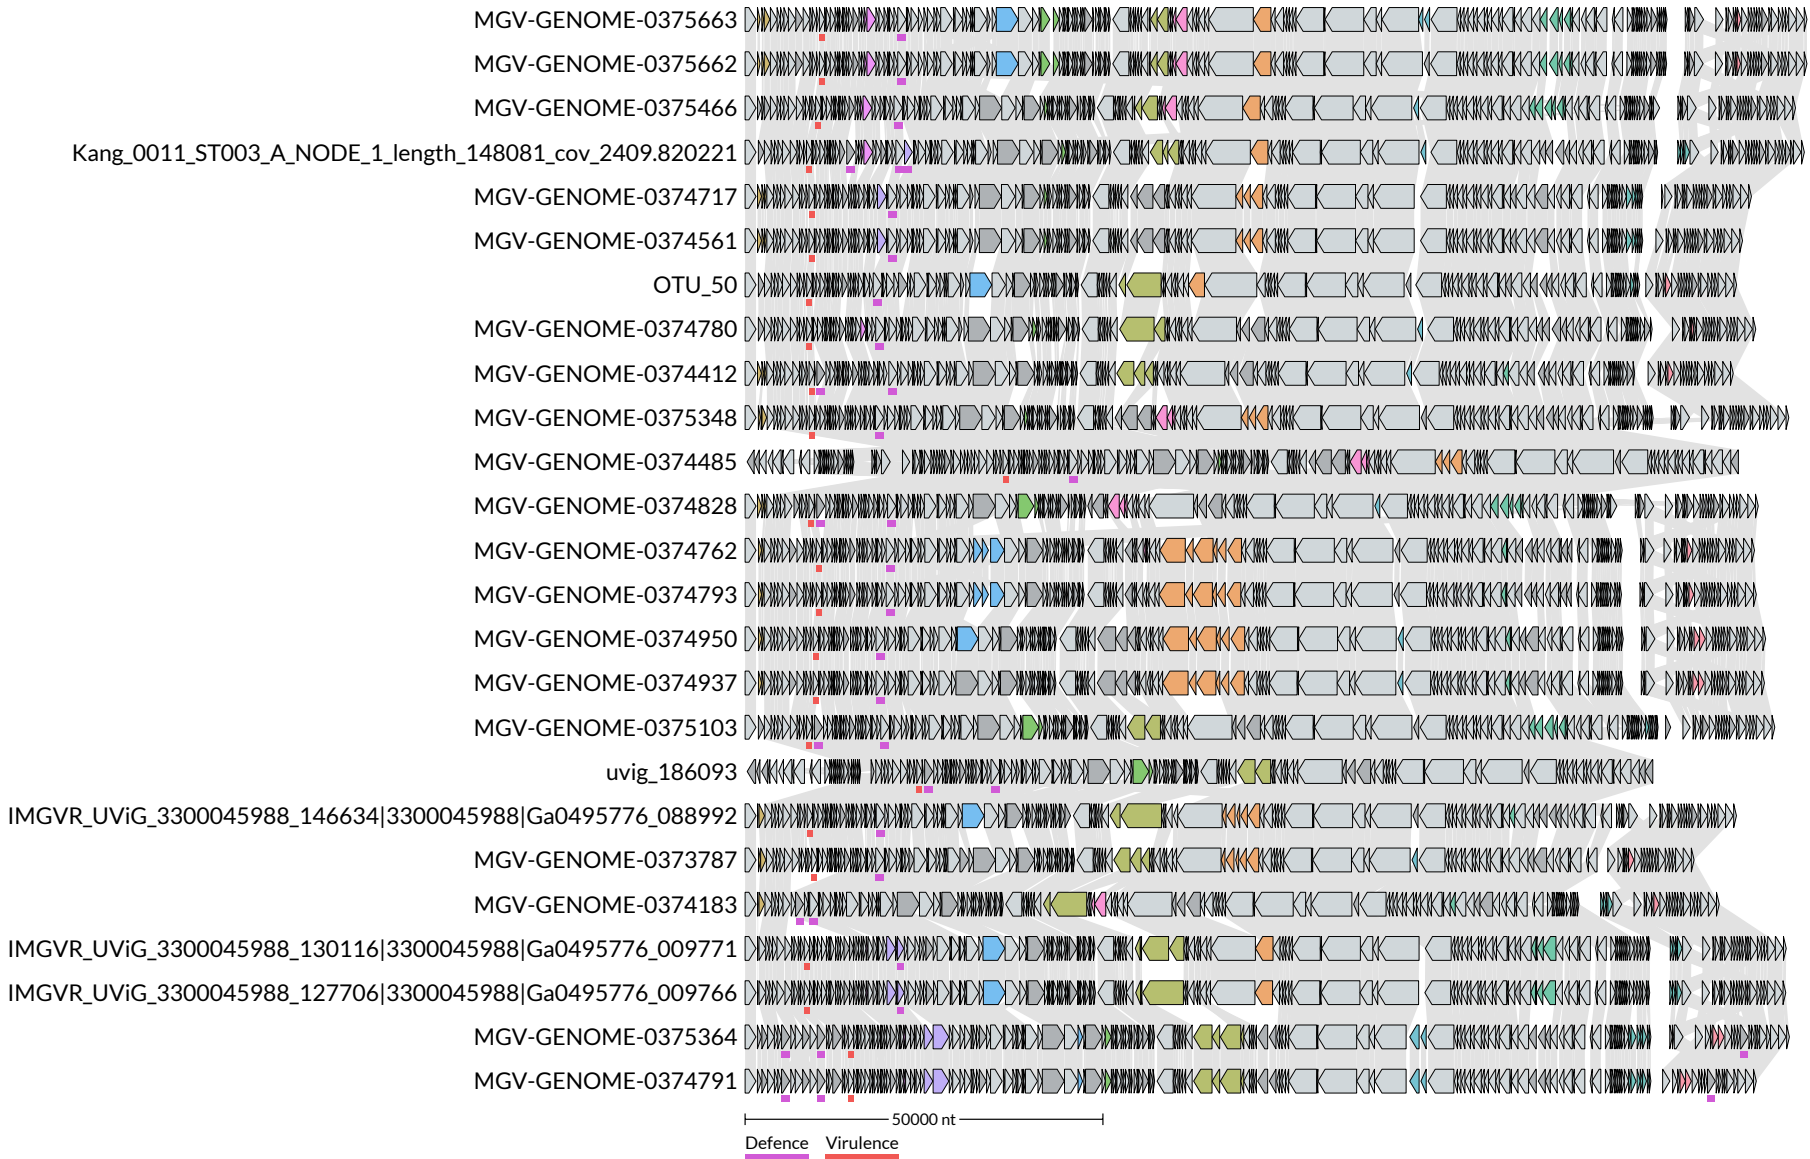 MGV-GENOME-0375663
MGV-GENOME-0375662
MGV-GENOME-0375466
Kang_0011_ST003_A_NODE_1_length_148081_cov_2409.820221
MGV-GENOME-0374717
MGV-GENOME-0374561
OTU_50
MGV-GENOME-0374780
MGV-GENOME-0374412
MGV-GENOME-0375348
MGV-GENOME-0374485
MGV-GENOME-0374828
MGV-GENOME-0374762
MGV-GENOME-0374793
MGV-GENOME-0374950
MGV-GENOME-0374937
MGV-GENOME-0375103
uvig_186093
IMGVR_UViG_3300045988_146634|3300045988|Ga0495776_088992
MGV-GENOME-0373787
MGV-GENOME-0374183
IMGVR_UViG_3300045988_130116|3300045988|Ga0495776_009771
IMGVR_UViG_3300045988_127706|3300045988|Ga0495776_009766
MGV-GENOME-0375364
MGV-GENOME-0374791
50000 nt
Defence Virulence